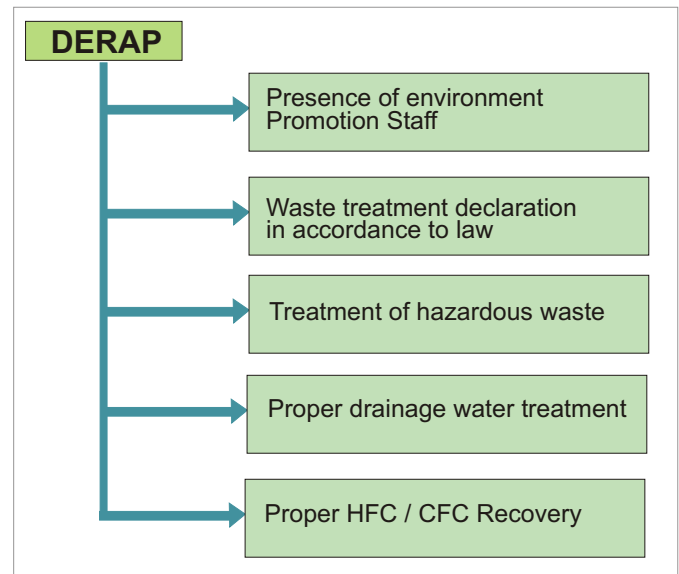 DERAP
Presence of environment
Promotion Staff
Waste treatment declaration
in accordance to law
Treatment of hazardous waste
Proper drainage water treatment
Proper HFC / CFC Recovery